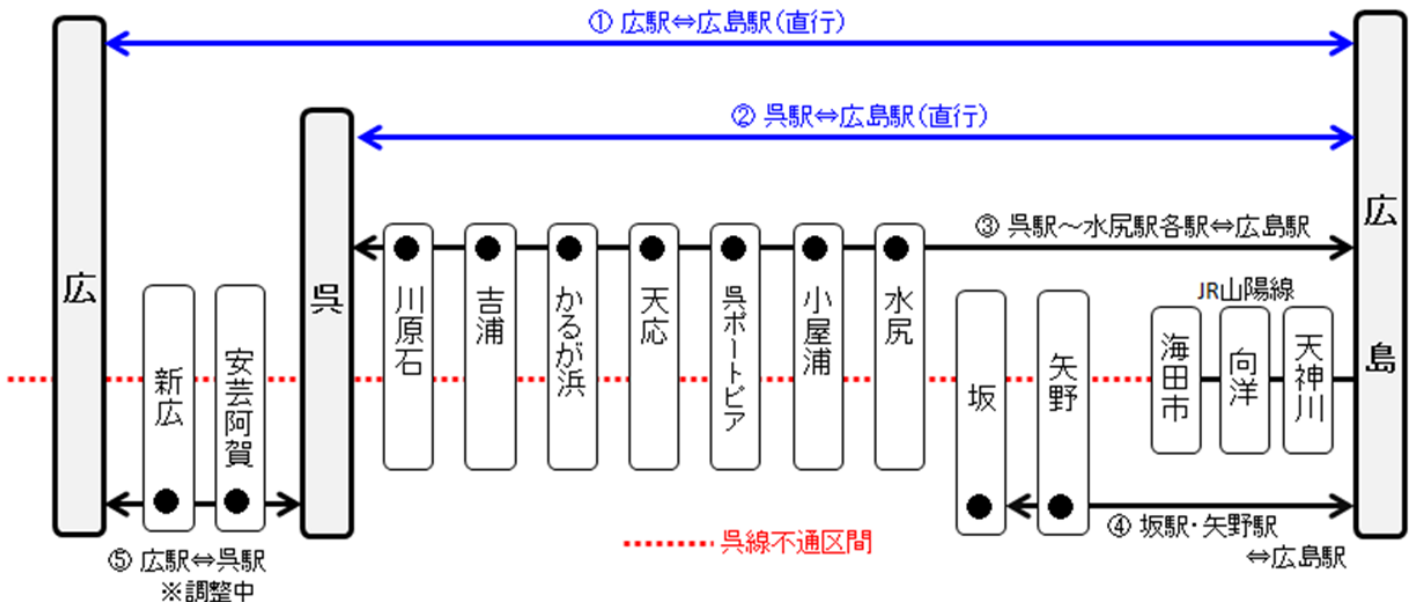 ① 広駅⇔広島駅(直行)
② 呉駅⇔広島駅(直行)
③ 呉駅～水尻駅各駅⇔広島駅
広
新広
安芸阿賀
呉
川原石
吉浦
かるが浜
天応
呉ポートピア
小屋浦
水尻
坂
矢野
JR山陽線
海田市
向洋
天神川
広島
④ 坂駅・矢野駅
⇔広島駅
⑤ 広駅⇔呉駅
※調整中
呉線不通区間